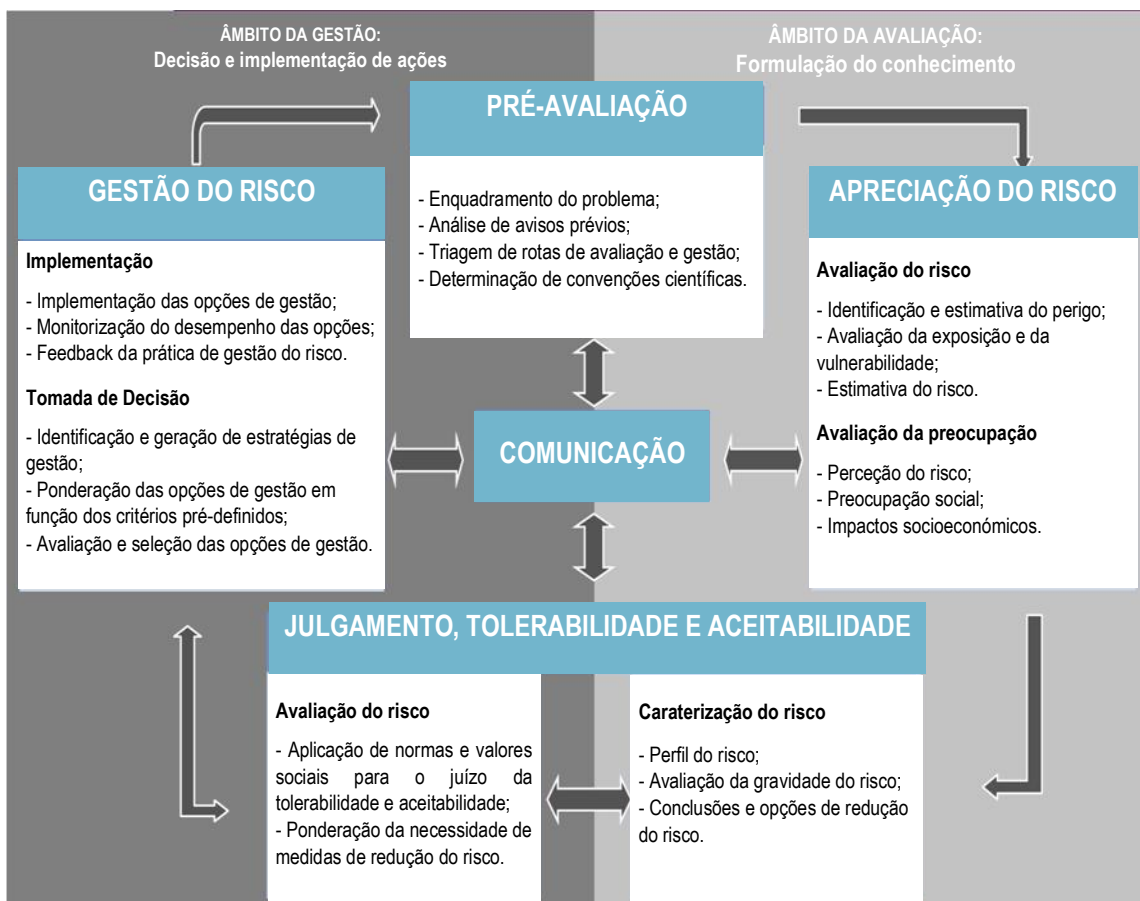 ÂMBITO DA GESTÃO:
Decisão e implementação de ações
ÂMBITO DA AVALIAÇÃO:
Formulação do conhecimento
PRÉ-AVALIAÇÃO
- Enquadramento do problema;
- Análise de avisos prévios;
- Triagem de rotas de avaliação e gestão;
- Determinação de convenções científicas.
GESTÃO DO RISCO
Implementação
- Implementação das opções de gestão;
- Monitorização do desempenho das opções;
- Feedback da prática de gestão do risco.
Tomada de Decisão
- Identificação e geração de estratégias de
gestão;
- Ponderação das opções de gestão em
função dos critérios pré-definidos;
- Avaliação e seleção das opções de gestão.
APRECIAÇÃO DO RISCO
Avaliação do risco
- Identificação e estimativa do perigo;
- Avaliação da exposição e da
vulnerabilidade;
- Estimativa do risco.
Avaliação da preocupação
- Perceção do risco;
- Preocupação social;
- Impactos socioeconómicos.
COMUNICAÇÃO
JULGAMENTO, TOLERABILIDADE E ACEITABILIDADE
Avaliação do risco
- Aplicação de normas e valores
sociais para o juízo da
tolerabilidade e aceitabilidade;
- Ponderação da necessidade de
medidas de redução do risco.
Caraterização do risco
- Perfil do risco;
- Avaliação da gravidade do risco;
- Conclusões e opções de redução
do risco.